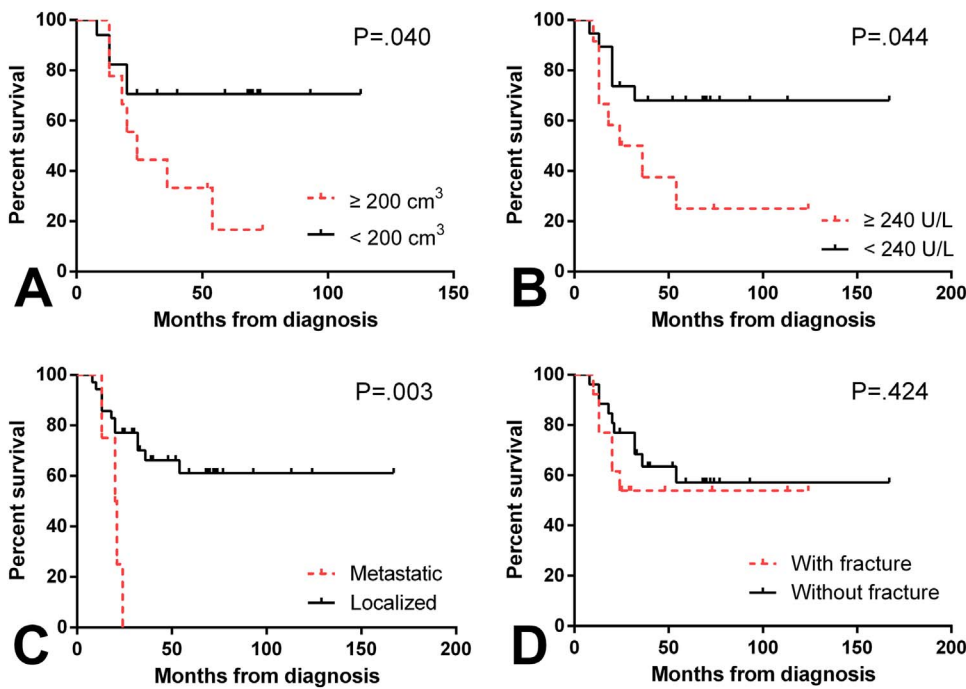 P=.040
Percent survival
100
80
60
40
20
0
≥ 200 cm³
< 200 cm³
0 50 100 150
Months from diagnosis
A
P=.044
Percent survival
100
80
60
40
20
0
≥ 240 U/L
< 240 U/L
0 50 100 150 200
Months from diagnosis
B
P=.003
Percent survival
100
80
60
40
20
0
Metastatic
Localized
0 50 100 150 200
Months from diagnosis
C
P=.424
Percent survival
100
80
60
40
20
0
With fracture
Without fracture
0 50 100 150 200
Months from diagnosis
D